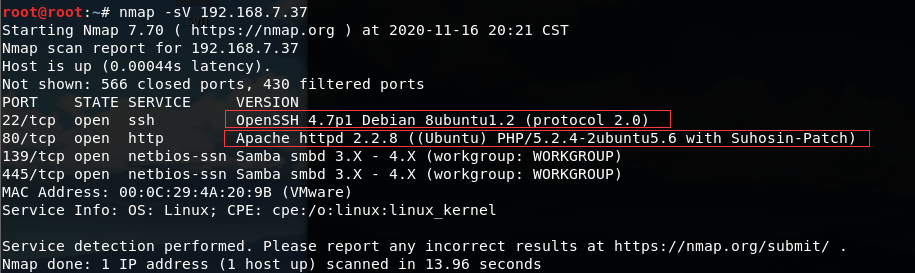 root@root:~# nmap -sV 192.168.7.37
Starting Nmap 7.70 ( https://nmap.org ) at 2020-11-16 20:21 CST
Nmap scan report for 192.168.7.37
Host is up (0.00044s latency).
Not shown: 566 closed ports, 430 filtered ports
PORT    STATE SERVICE     VERSION
22/tcp  open  ssh         OpenSSH 4.7p1 Debian 8ubuntu1.2 (protocol 2.0)
80/tcp  open  http        Apache httpd 2.2.8 ((Ubuntu) PHP/5.2.4-2ubuntu5.6 with Suhosin-Patch)
139/tcp open  netbios-ssn Samba smbd 3.X - 4.X (workgroup: WORKGROUP)
445/tcp open  netbios-ssn Samba smbd 3.X - 4.X (workgroup: WORKGROUP)
MAC Address: 00:0C:29:4A:20:9B (VMware)
Service Info: OS: Linux; CPE: cpe:/o:linux:linux_kernel

Service detection performed. Please report any incorrect results at https://nmap.org/submit/ .
Nmap done: 1 IP address (1 host up) scanned in 13.96 seconds